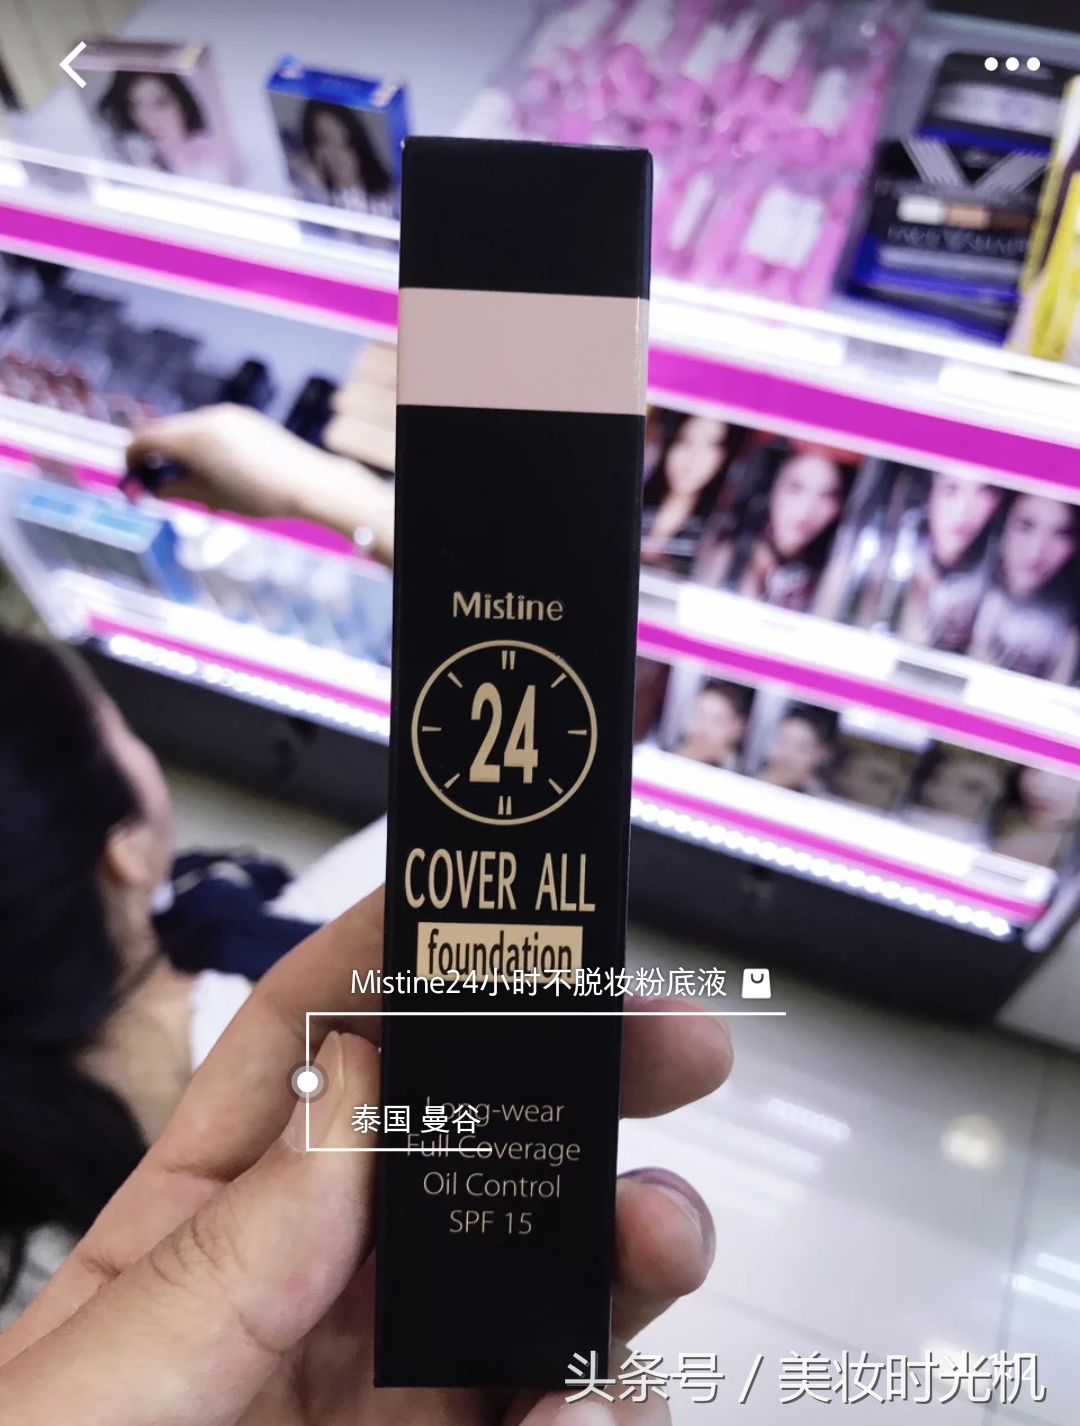 Mistine
24
COVER ALL
foundation
Mistine24小时不脱妆粉底液
泰国 曼谷
Long-wear
Full Coverage
Oil Control
SPF 15
头条号 / 美妆时光机